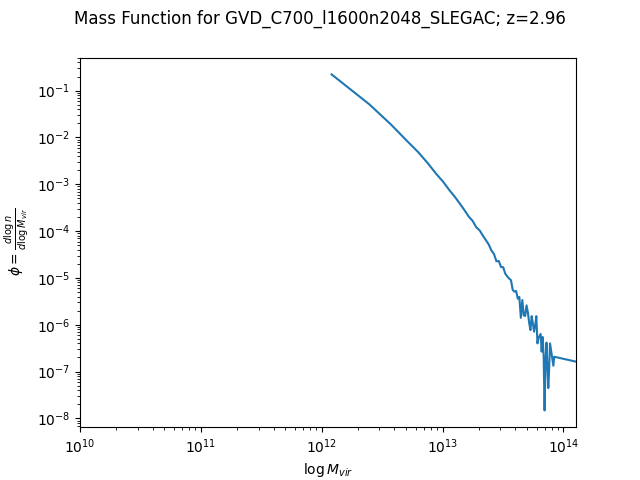 Mass Function for GVD_C700_l1600n2048_SLEGAC; z=2.96
10⁻¹
10⁻²
10⁻³
10⁻⁴
10⁻⁵
10⁻⁶
10⁻⁷
10⁻⁸
ϕ = d log n / d log M_vir
10¹⁰ 10¹¹ 10¹² 10¹³ 10¹⁴
log M_vir